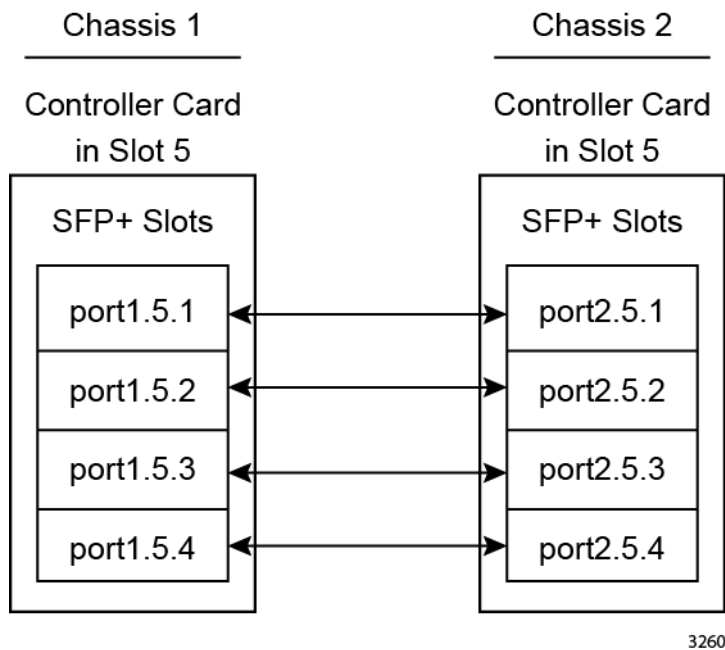 Chassis 1
Controller Card
in Slot 5
SFP+ Slots
port1.5.1
port1.5.2
port1.5.3
port1.5.4
Chassis 2
Controller Card
in Slot 5
SFP+ Slots
port2.5.1
port2.5.2
port2.5.3
port2.5.4
3260